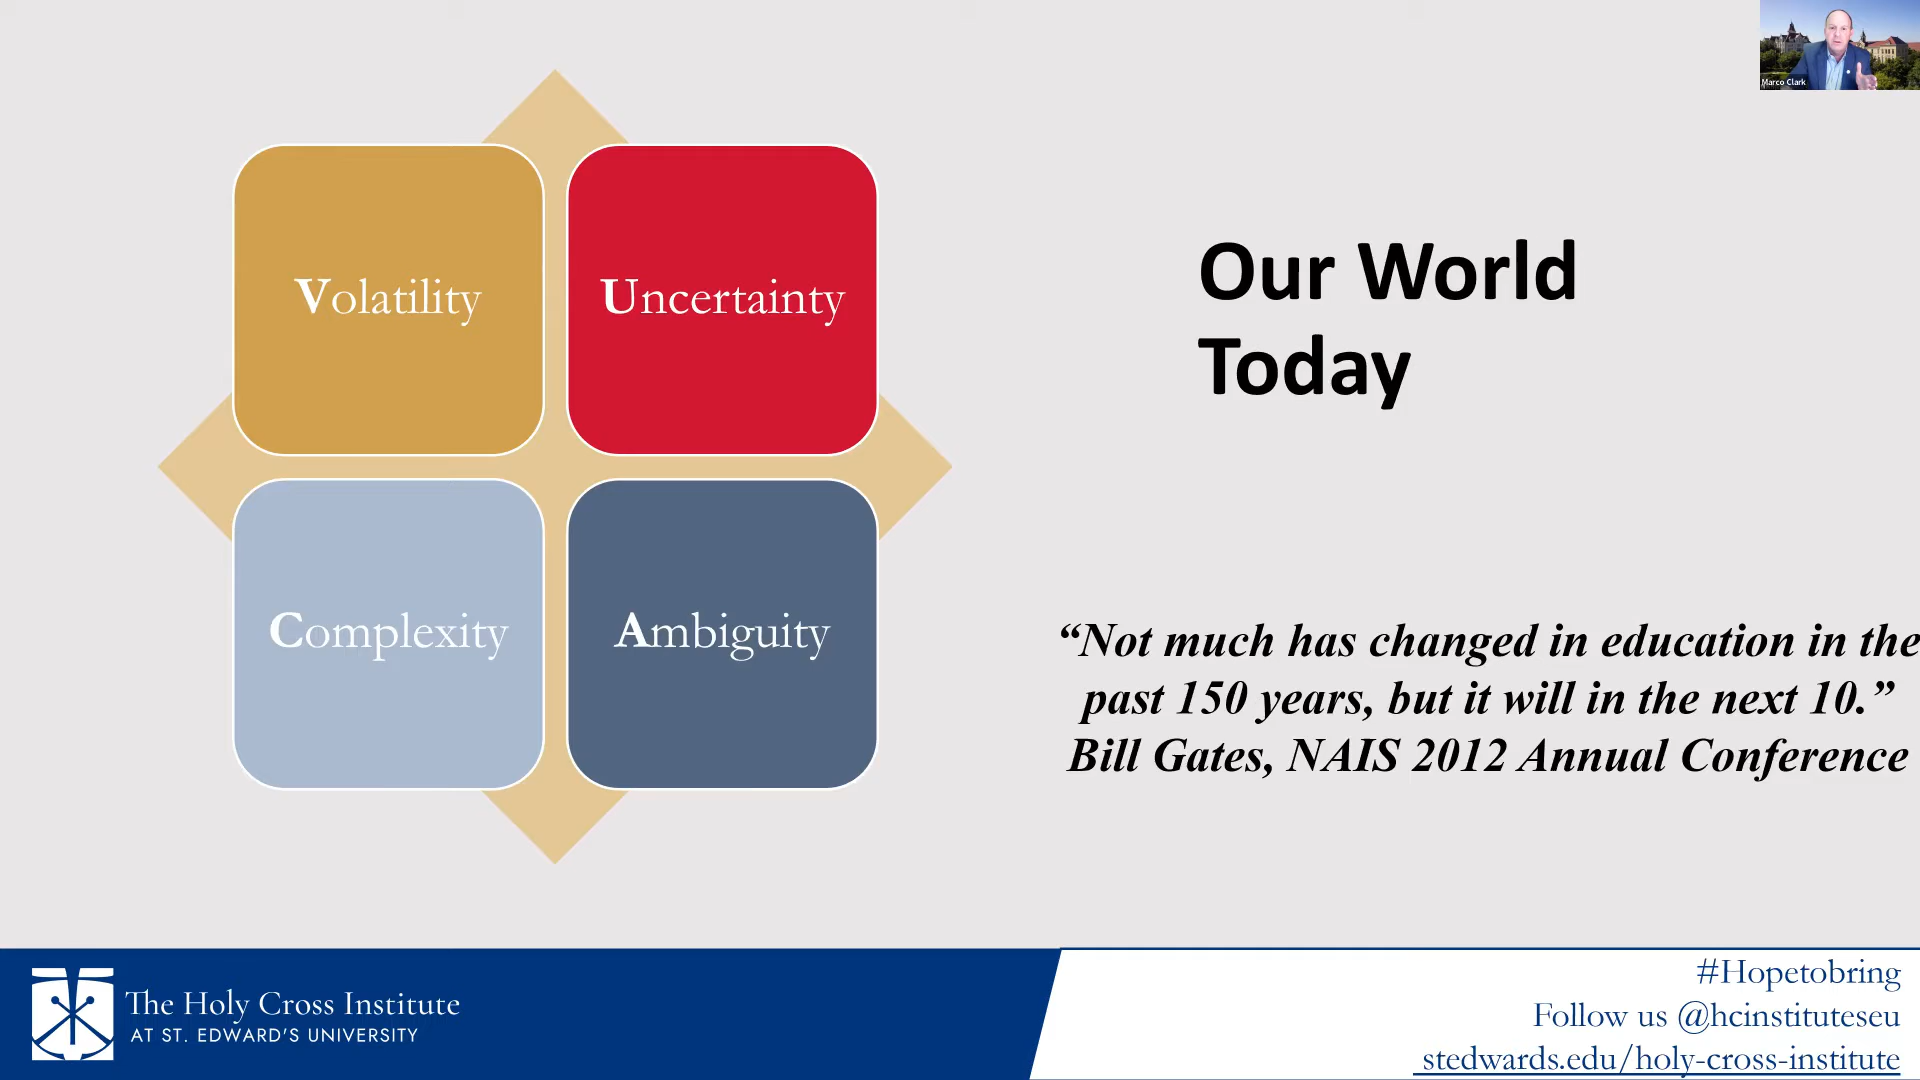 Marco Clark
Volatility
Uncertainty
Complexity
Ambiguity
Our World
Today
“Not much has changed in education in the
past 150 years, but it will in the next 10.”
Bill Gates, NAIS 2012 Annual Conference
The Holy Cross Institute
AT ST. EDWARD’S UNIVERSITY
#Hopetobring
Follow us @hcinstituteseu
stedwards.edu/holy-cross-institute